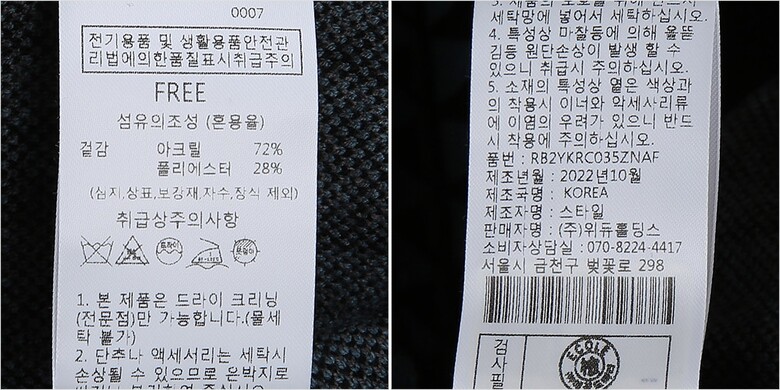 0007
전기용품 및 생활용품안전관
리법에의한품질표시취급주의
FREE
섬유의조성 (혼용율)
겉감 아크릴 72%
폴리에스터 28%
(심지,상표,보강재,자수,장식 제외)
취급상주의사항
1. 본 제품은 드라이 크리닝
(전문점)만 가능합니다.(물세
탁 불가)
2. 단추나 액세서리는 세탁시
손상될 수 있으므로 은박지로
세탁망에 넣어서 세탁하십시오.
4. 특성상 마찰등에 의해 올뜯
김등 원단손상이 발생 할 수
있으니 취급시 주의하십시오.
5. 소재의 특성상 옅은 색상과
의 착용시 이너와 악세사리류
에 이염의 우려가 있으니 반드
시 착용에 주의하십시오.
품번 : RB2YKRC035ZNAF
제조년월 : 2022년10월
제조국명 : KOREA
제조자명 : 스타일
판매자명 : (주)위듀홀딩스
소비자상담실 : 070-8224-4417
서울시 금천구 벚꽃로 298
검사필
ECOLE